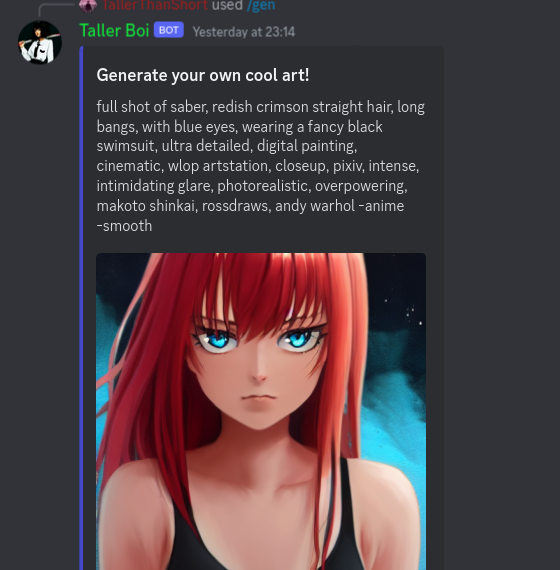 TallerThanShort used /gen
Taller Boi BOT Yesterday at 23:14
Generate your own cool art!
full shot of saber, redish crimson straight hair, long
bangs, with blue eyes, wearing a fancy black
swimsuit, ultra detailed, digital painting,
cinematic, wlop artstation, closeup, pixiv, intense,
intimidating glare, photorealistic, overpowering,
makoto shinkai, rossdraws, andy warhol -anime
-smooth